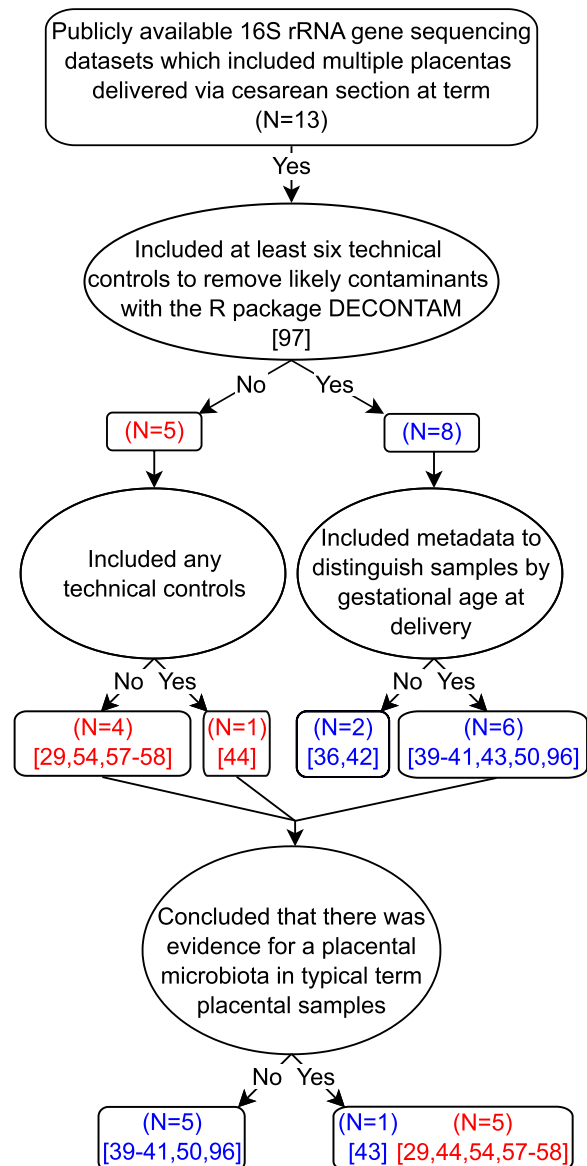 Publicly available 16S rRNA gene sequencing
datasets which included multiple placentas
delivered via cesarean section at term
(N=13)
Yes
Included at least six technical
controls to remove likely contaminants
with the R package DECONTAM
[97]
No
Yes
(N=5)
(N=8)
Included any
technical controls
Included metadata to
distinguish samples by
gestational age at
delivery
No
Yes
No
Yes
(N=4)
[29,54,57-58]
(N=1)
[44]
(N=2)
[36,42]
(N=6)
[39-41,43,50,96]
Concluded that there was
evidence for a placental
microbiota in typical term
placental samples
No
Yes
(N=5)
[39-41,50,96]
(N=1)
[43]
(N=5)
[29,44,54,57-58]